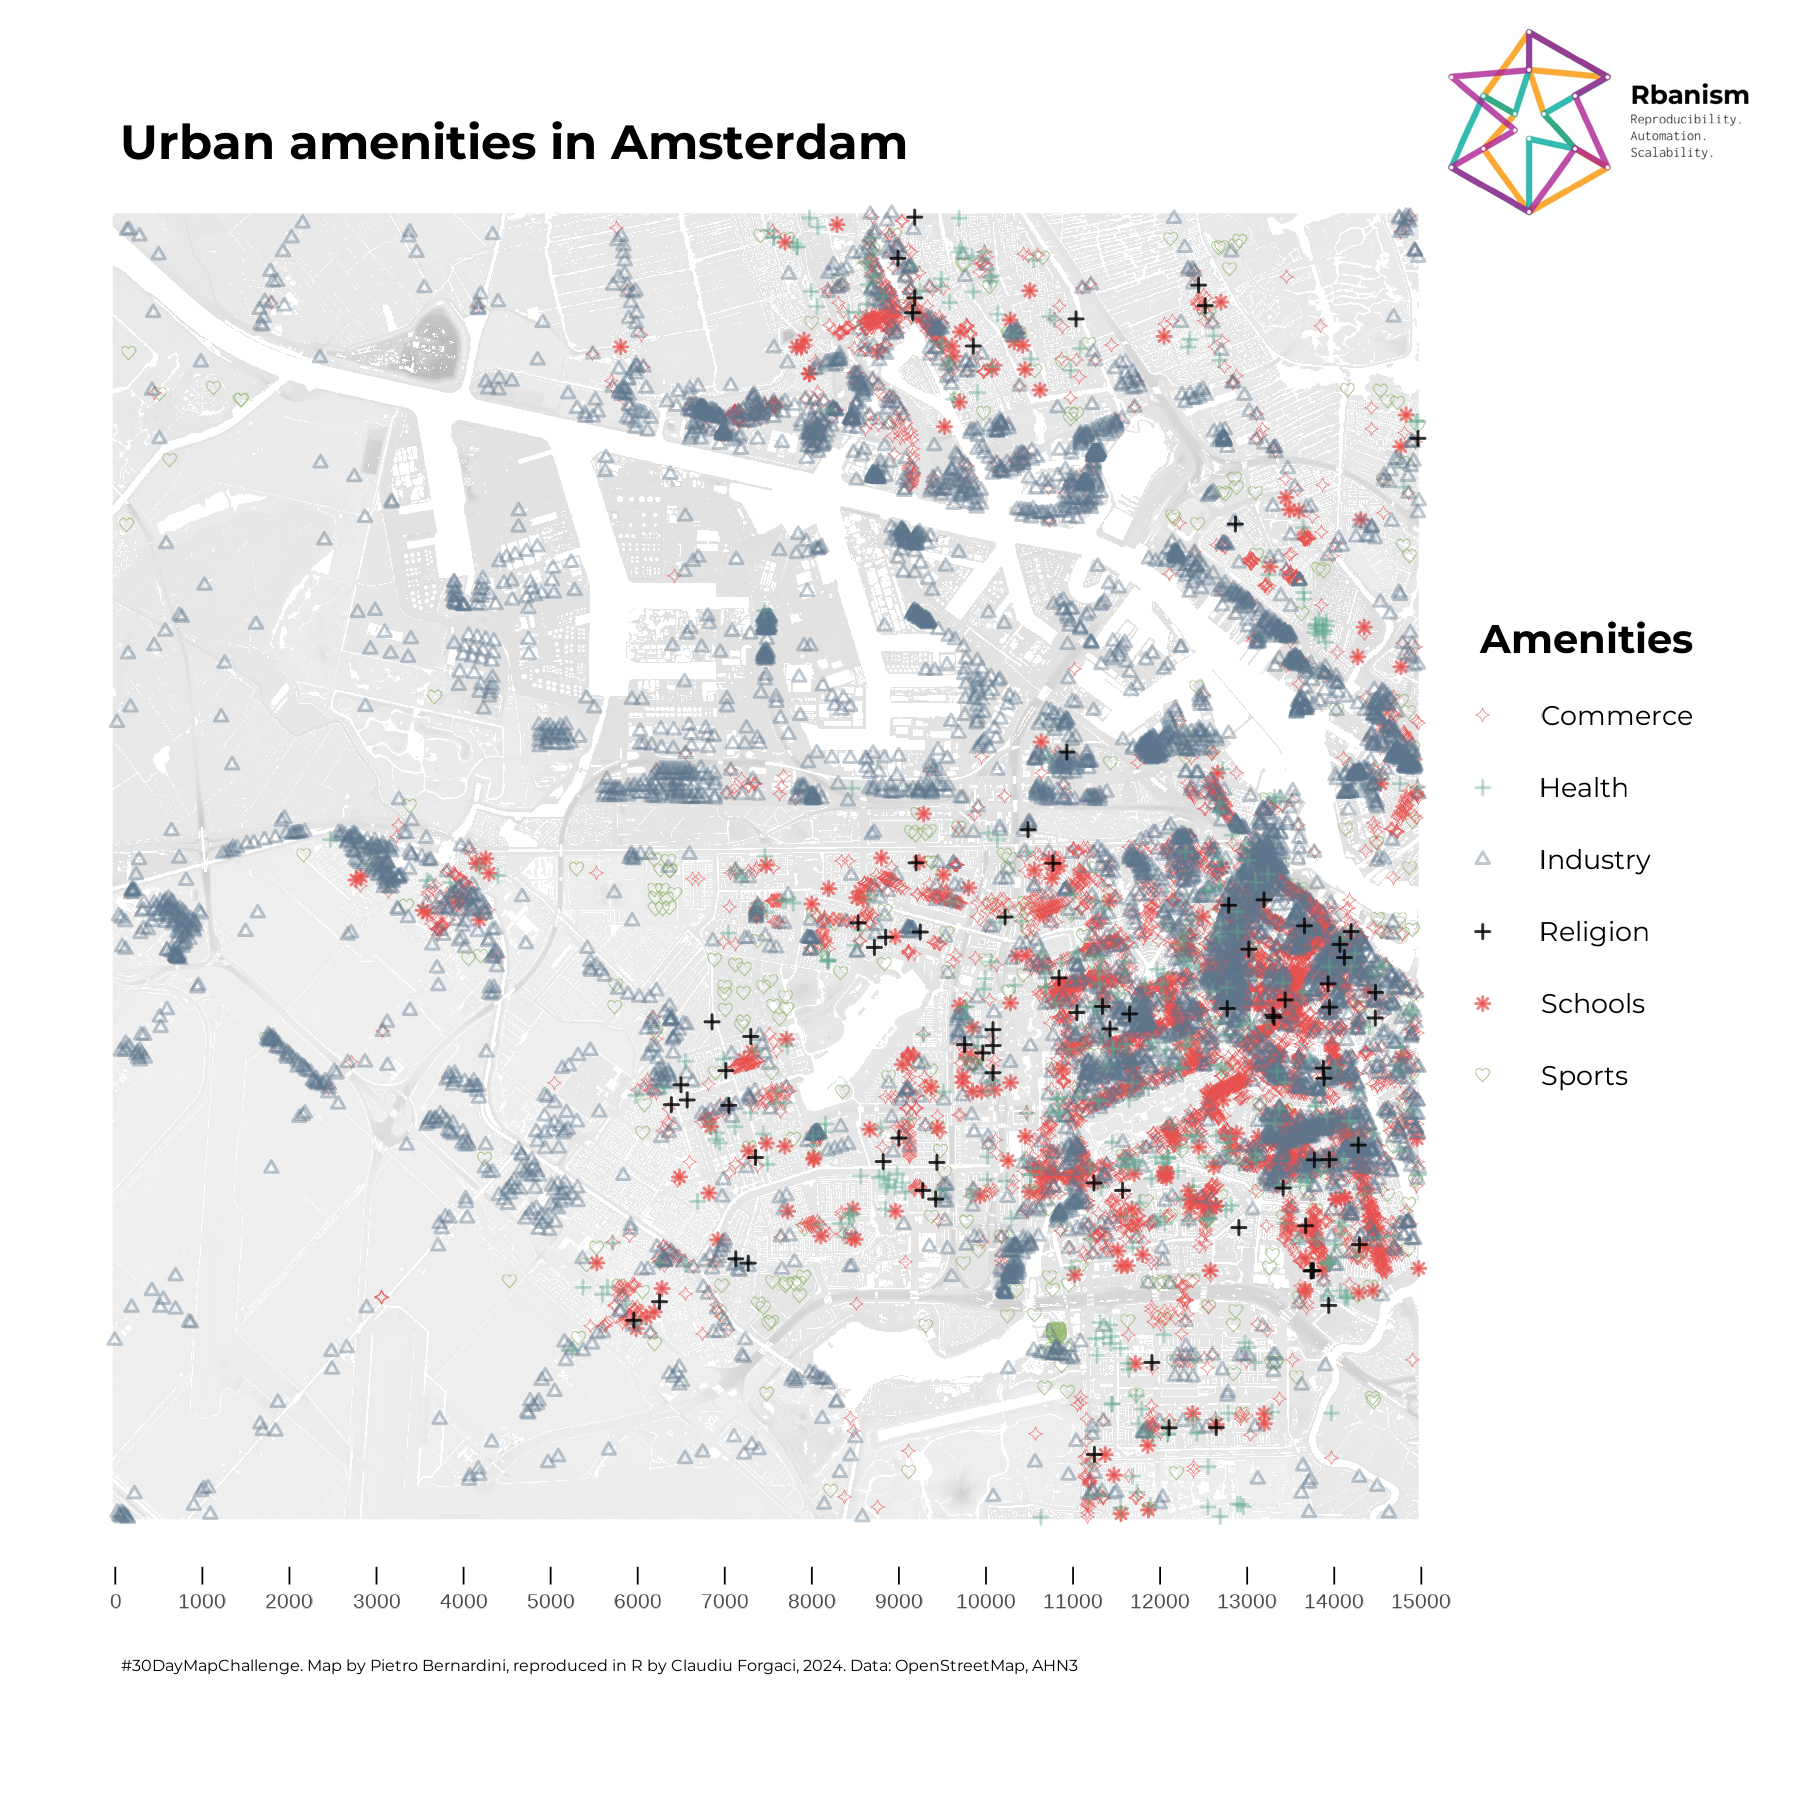 Rbanism
Reproducibility.
Automation.
Scalability.
Urban amenities in Amsterdam
Amenities
Commerce
Health
Industry
Religion
Schools
Sports
0 1000 2000 3000 4000 5000 6000 7000 8000 9000 10000 11000 12000 13000 14000 15000
#30DayMapChallenge. Map by Pietro Bernardini, reproduced in R by Claudiu Forgaci, 2024. Data: OpenStreetMap, AHN3